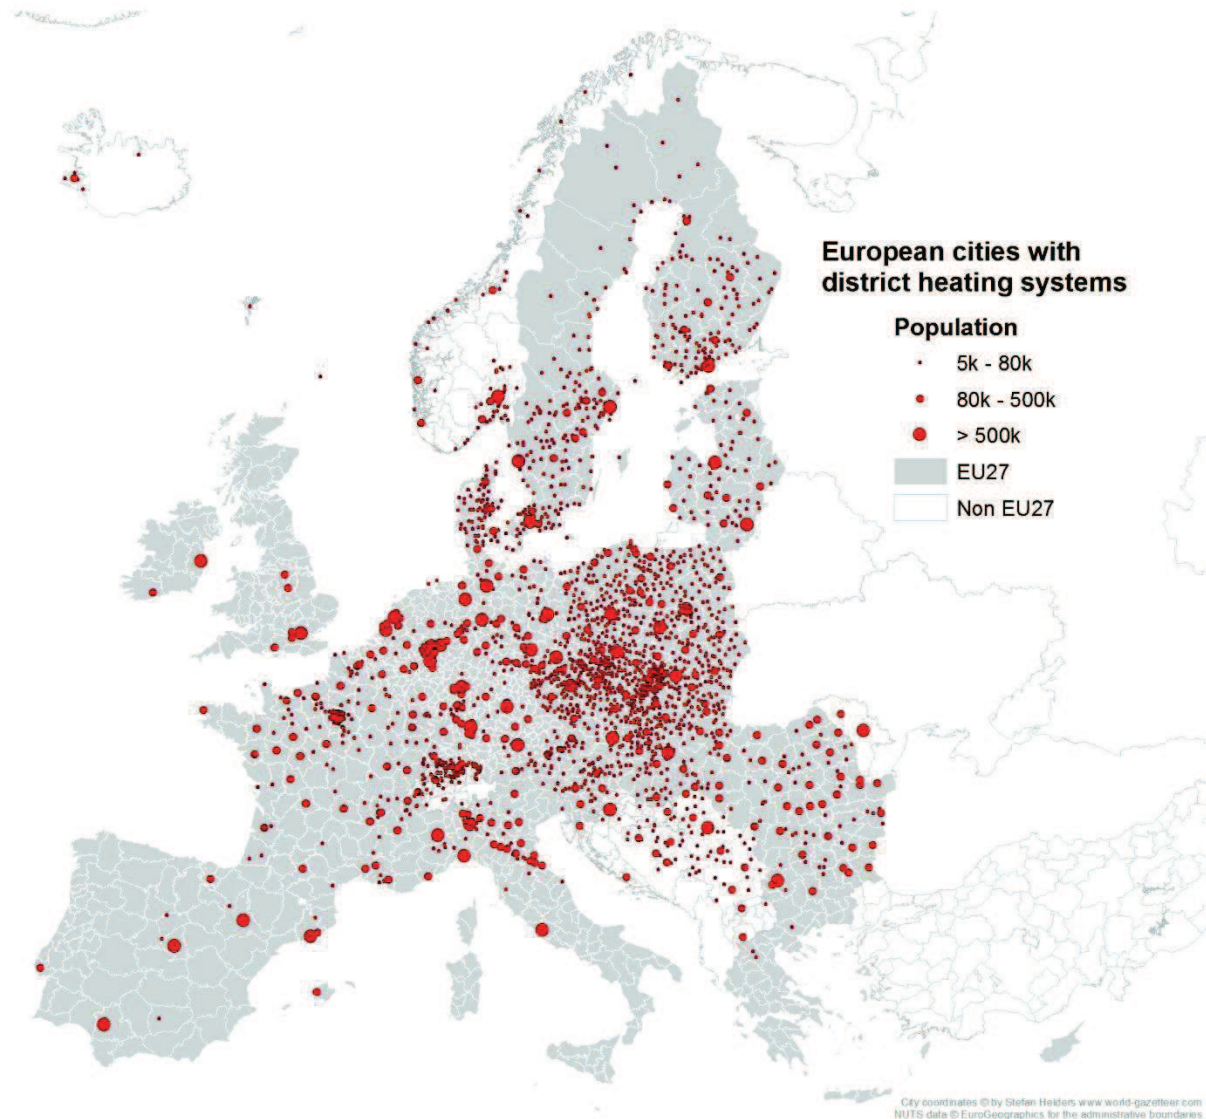 European cities with
district heating systems
Population
5k - 80k
80k - 500k
> 500k
EU27
Non EU27
City coordinates © by Stefan Helders www.world-gazetteer.com
NUTS data © EuroGeographics for the administrative boundaries